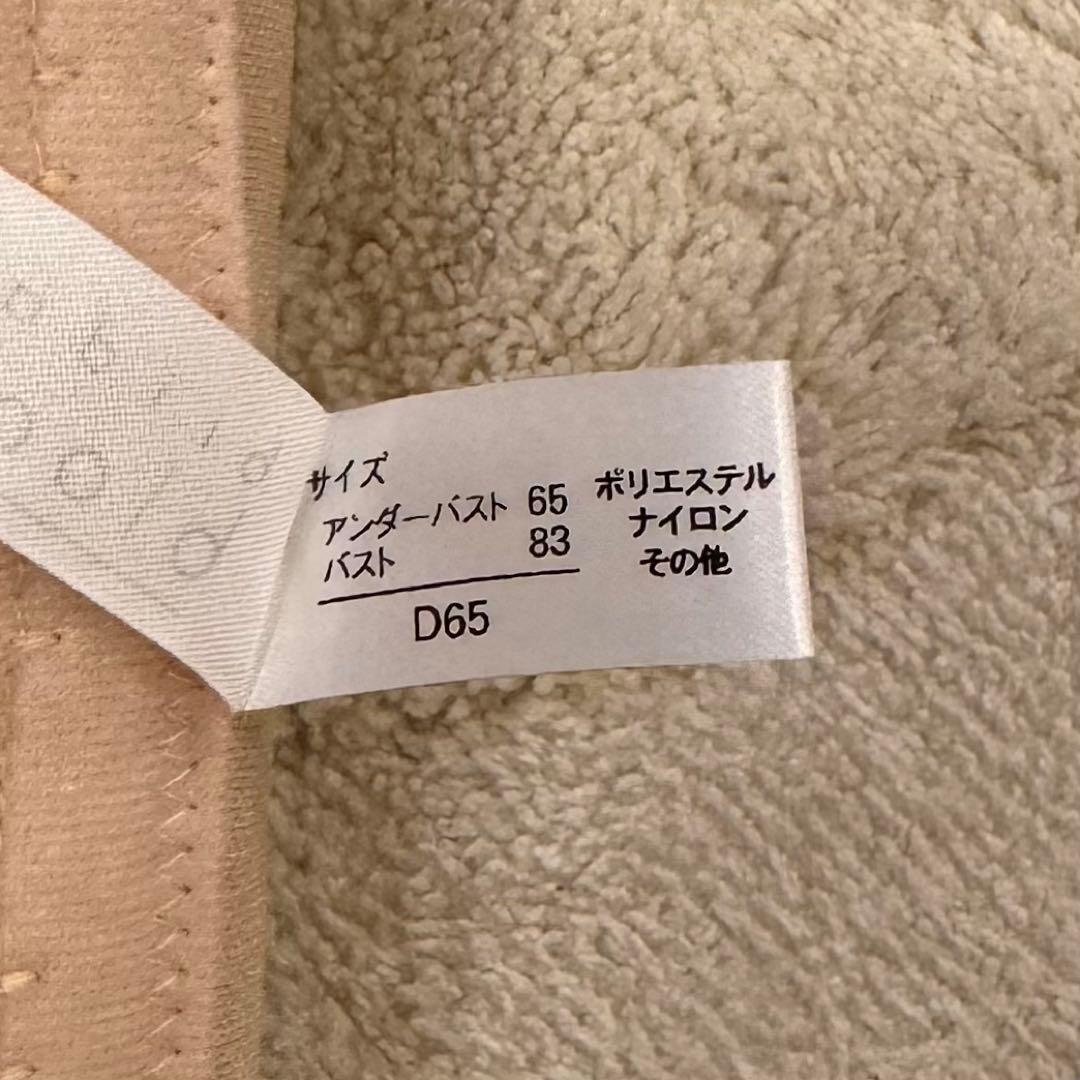 サイズ
アンダーバスト 65
バスト 83
D65
ポリエステル
ナイロン
その他